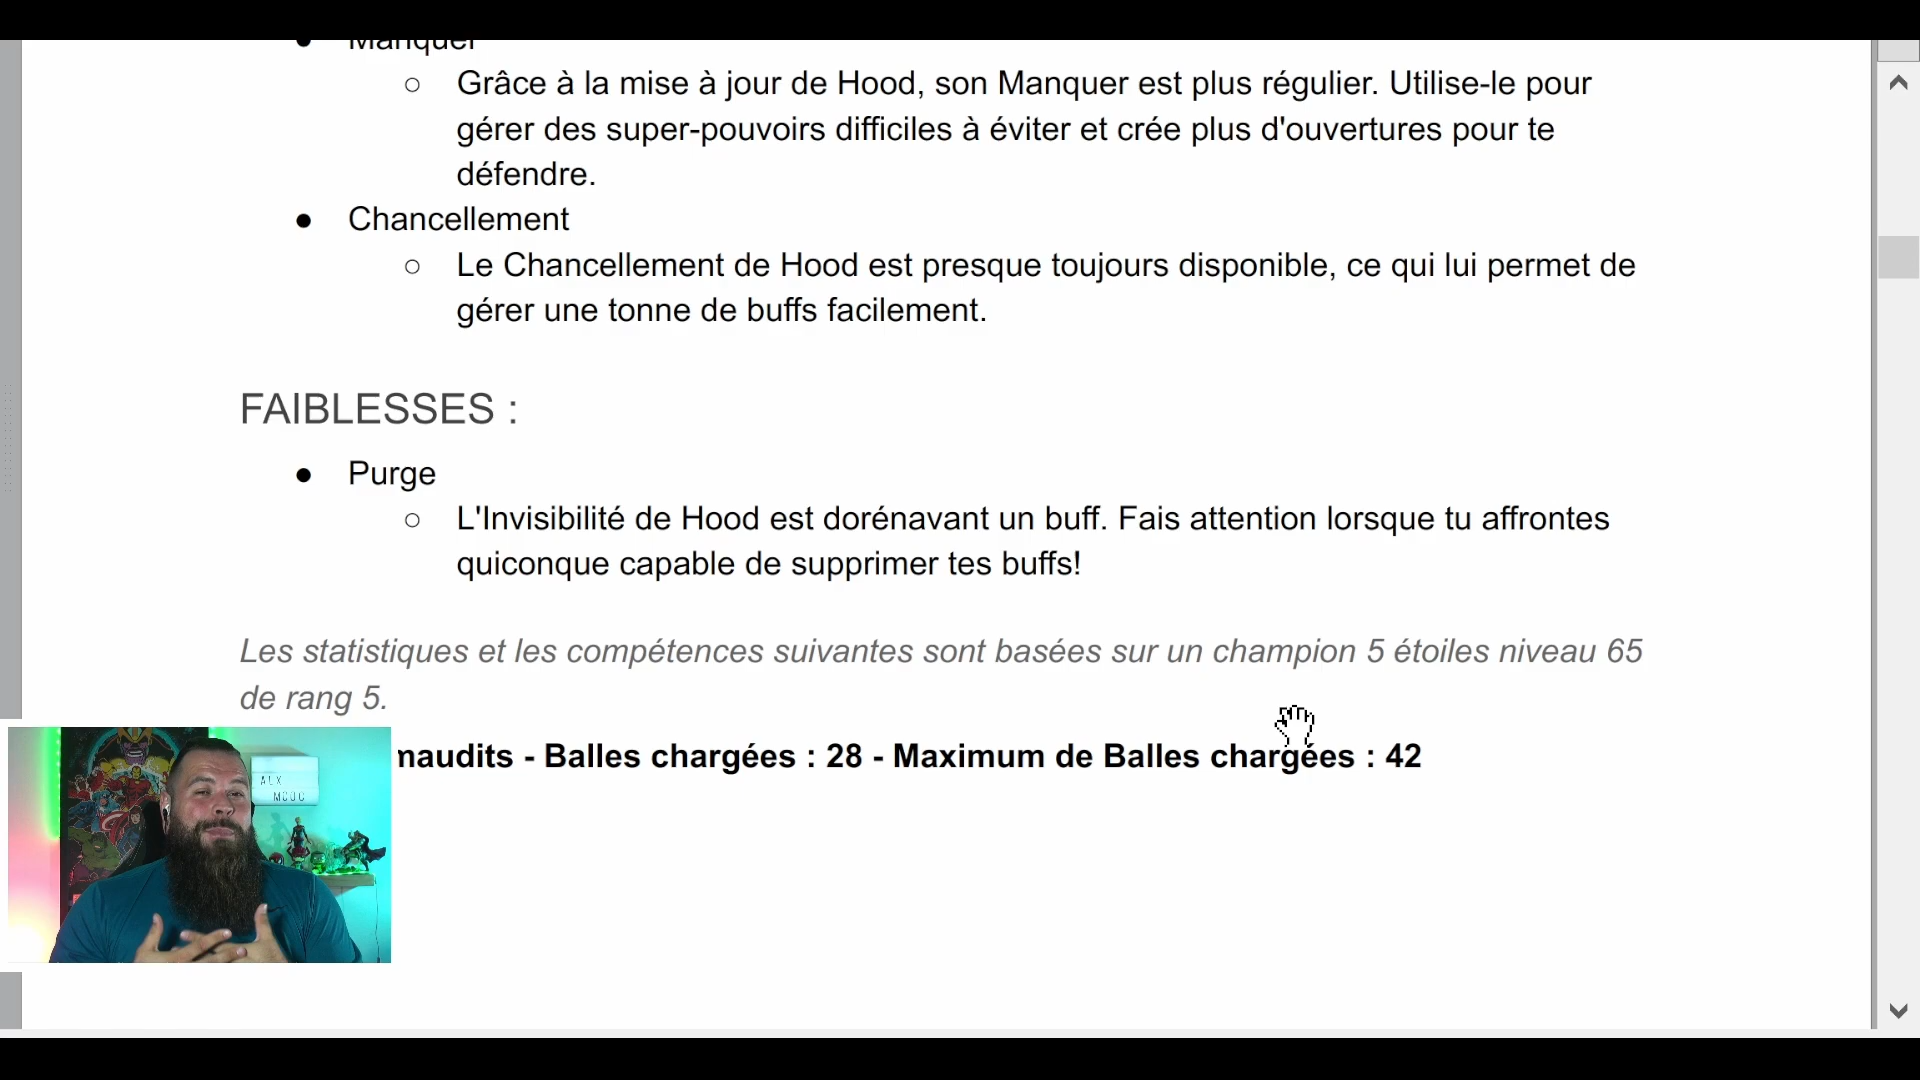 Manquer
Grâce à la mise à jour de Hood, son Manquer est plus régulier. Utilise-le pour
gérer des super-pouvoirs difficiles à éviter et crée plus d'ouvertures pour te
défendre.
Chancellement
Le Chancellement de Hood est presque toujours disponible, ce qui lui permet de
gérer une tonne de buffs facilement.
FAIBLESSES :
Purge
L'Invisibilité de Hood est dorénavant un buff. Fais attention lorsque tu affrontes
quiconque capable de supprimer tes buffs!
Les statistiques et les compétences suivantes sont basées sur un champion 5 étoiles niveau 65
de rang 5.
maudits - Balles chargées : 28 - Maximum de Balles chargées : 42
ALX
MCOC